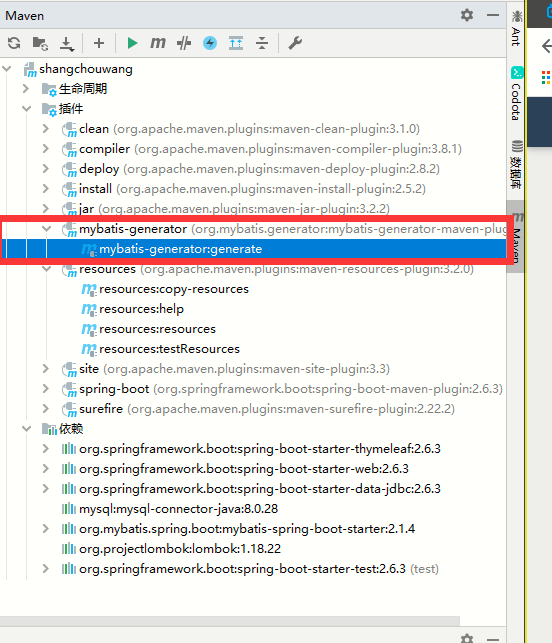 Maven
shangchouwang
生命周期
插件
clean (org.apache.maven.plugins:maven-clean-plugin:3.1.0)
compiler (org.apache.maven.plugins:maven-compiler-plugin:3.8.1)
deploy (org.apache.maven.plugins:maven-deploy-plugin:2.8.2)
install (org.apache.maven.plugins:maven-install-plugin:2.5.2)
jar (org.apache.maven.plugins:maven-jar-plugin:3.2.2)
mybatis-generator (org.mybatis.generator:mybatis-generator-maven-plug
mybatis-generator:generate
resources (org.apache.maven.plugins:maven-resources-plugin:3.2.0)
resources:copy-resources
resources:help
resources:resources
resources:testResources
site (org.apache.maven.plugins:maven-site-plugin:3.3)
spring-boot (org.springframework.boot:spring-boot-maven-plugin:2.6.3)
surefire (org.apache.maven.plugins:maven-surefire-plugin:2.22.2)
依赖
org.springframework.boot:spring-boot-starter-thymeleaf:2.6.3
org.springframework.boot:spring-boot-starter-web:2.6.3
org.springframework.boot:spring-boot-starter-data-jdbc:2.6.3
mysql:mysql-connector-java:8.0.28
org.mybatis.spring.boot:mybatis-spring-boot-starter:2.1.4
org.projectlombok:lombok:1.18.22
org.springframework.boot:spring-boot-starter-test:2.6.3 (test)
Ant
Codota
数据库
Maven